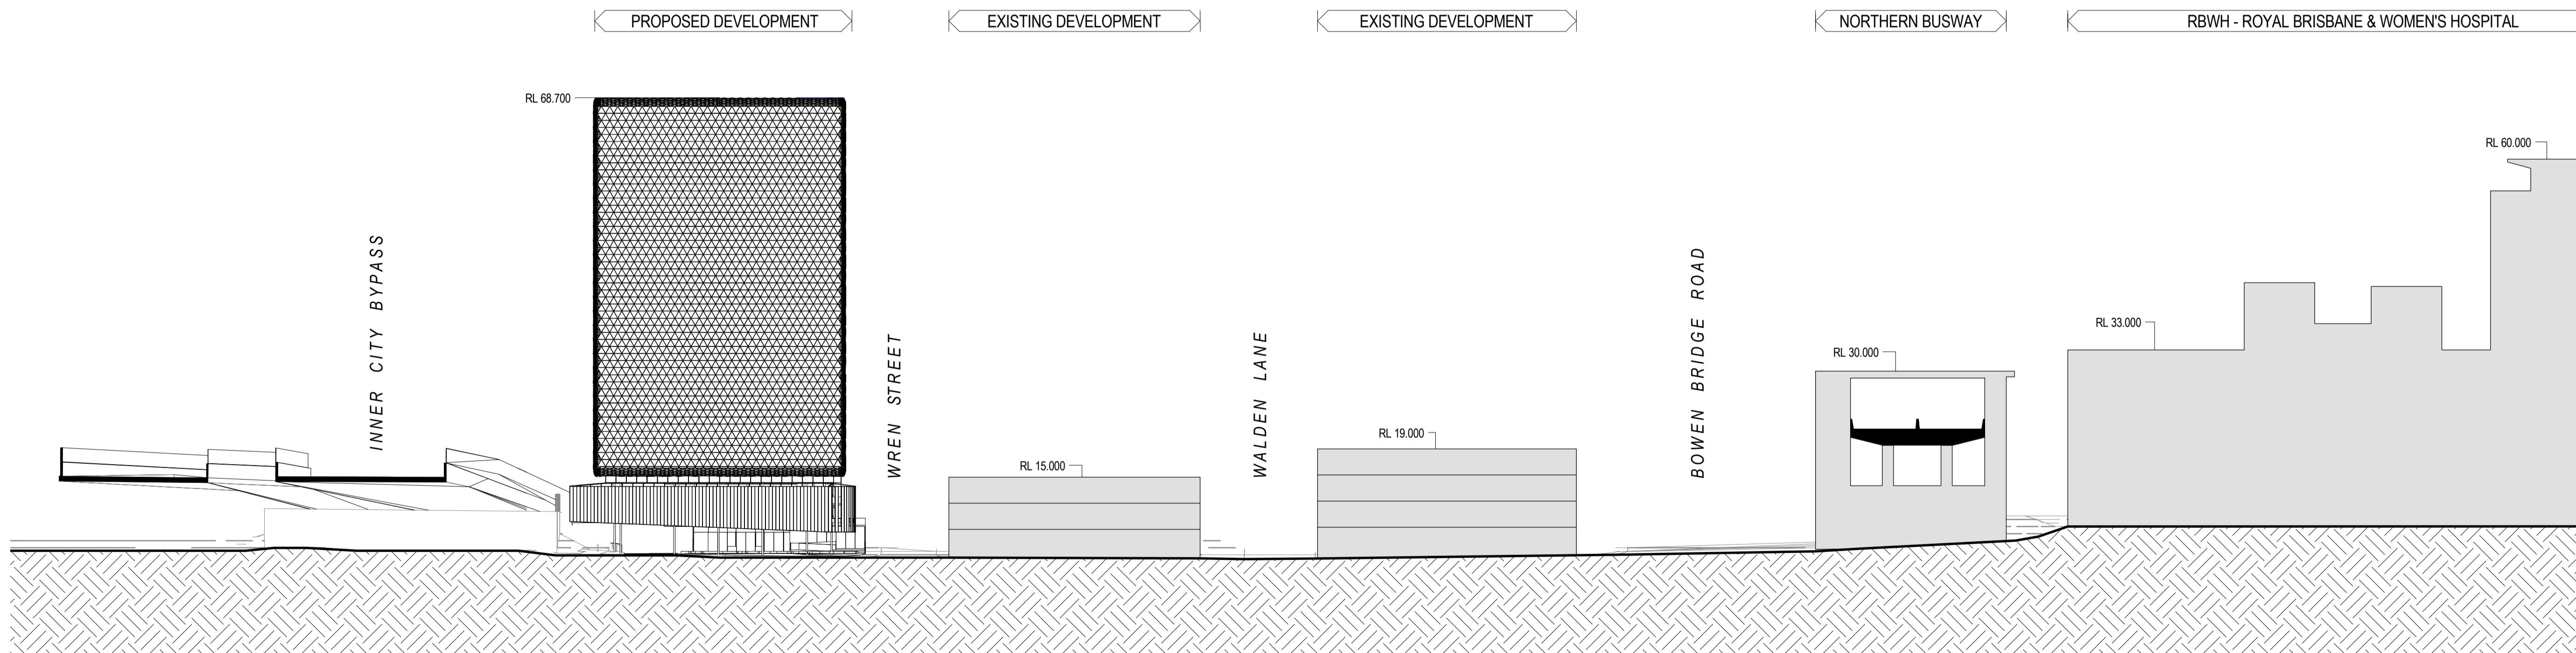 PROPOSED DEVELOPMENT
EXISTING DEVELOPMENT
EXISTING DEVELOPMENT
NORTHERN BUSWAY
RBWH - ROYAL BRISBANE & WOMEN'S HOSPITAL
RL 68.700
RL 60.000
INNER CITY BYPASS
WREN STREET
WALDEN LANE
BOWEN BRIDGE ROAD
RL 33.000
RL 30.000
RL 19.000
RL 15.000